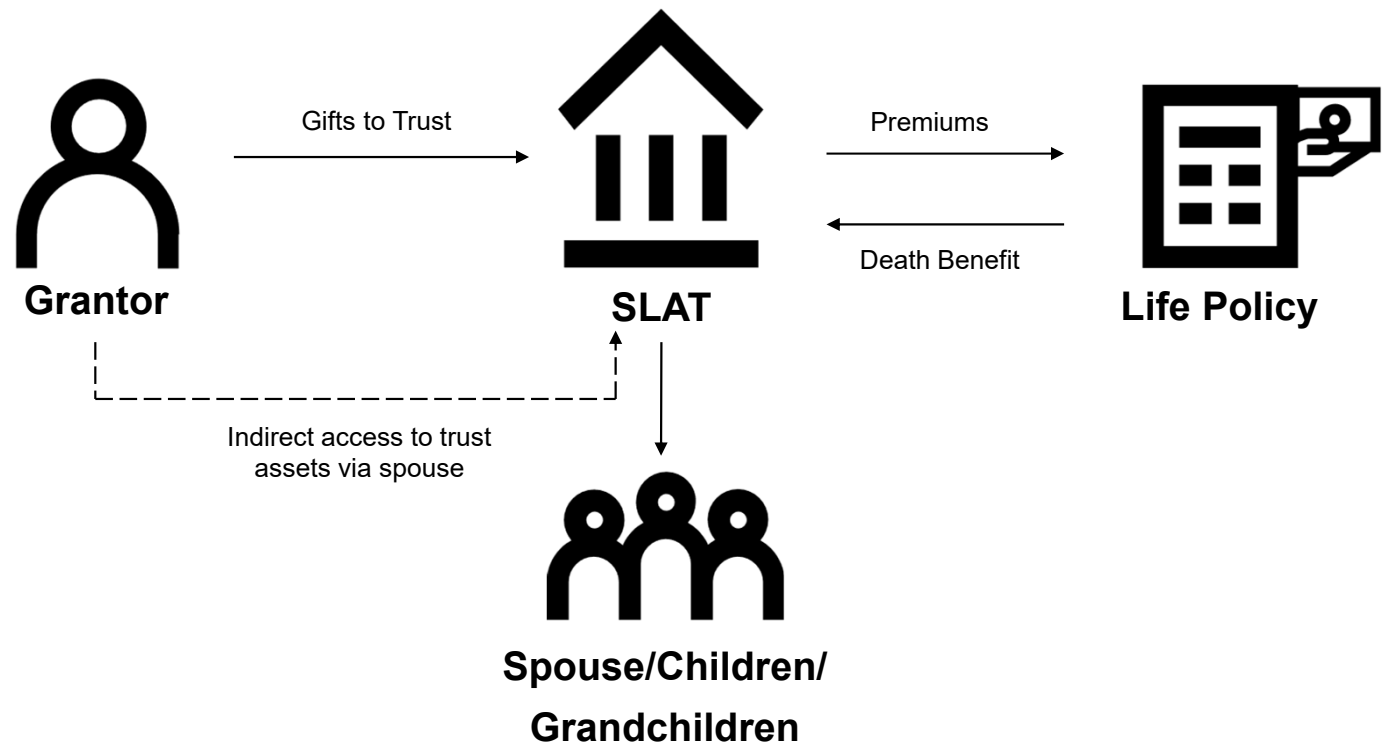 Gifts to Trust
Premiums
Death Benefit
Grantor
SLAT
Life Policy
Indirect access to trust
assets via spouse
Spouse/Children/
Grandchildren